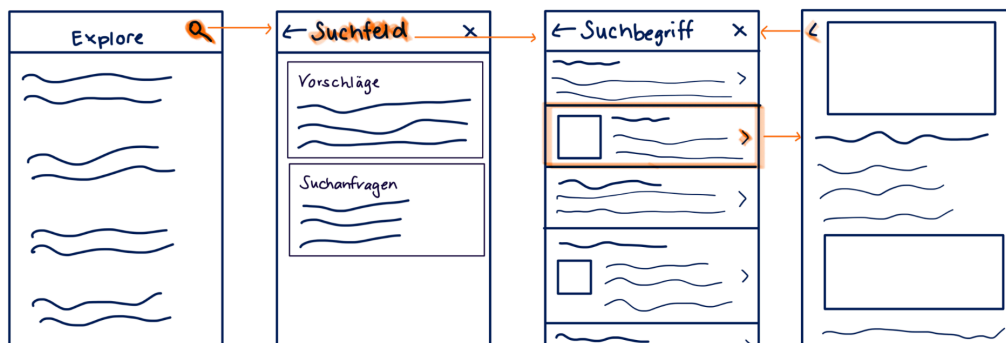 Explore
Suchfeld
Vorschläge
Suchanfragen
Suchbegriff